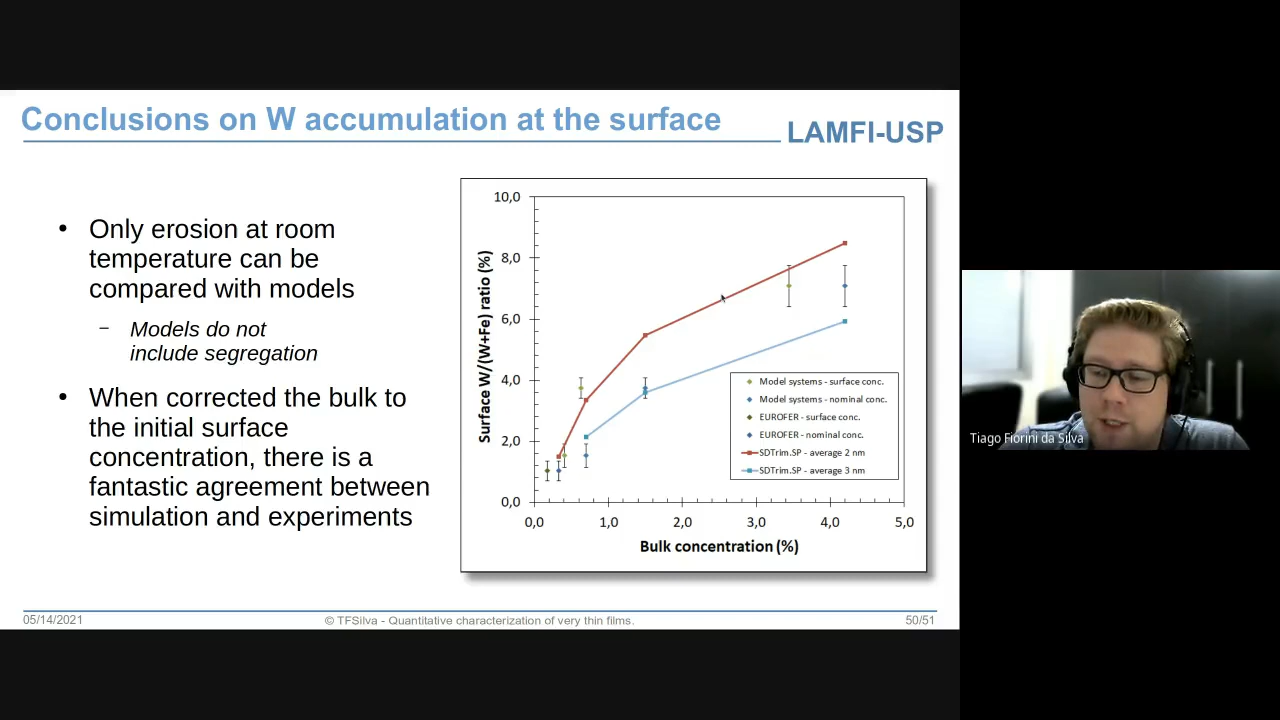 Conclusions on W accumulation at the surface
LAMFI-USP
• Only erosion at room
temperature can be
compared with models
– Models do not
include segregation
• When corrected the bulk to
the initial surface
concentration, there is a
fantastic agreement between
simulation and experiments
Surface W/(W+Fe) ratio (%)
10,0
8,0
6,0
4,0
2,0
0,0
0,0 1,0 2,0 3,0 4,0 5,0
Bulk concentration (%)
Model systems - surface conc.
Model systems - nominal conc.
EUROFER - surface conc.
EUROFER - nominal conc.
SDTrim.SP - average 2 nm
SDTrim.SP - average 3 nm
05/14/2021
© TFSilva - Quantitative characterization of very thin films.
50/51
Tiago Fiorini da Silva